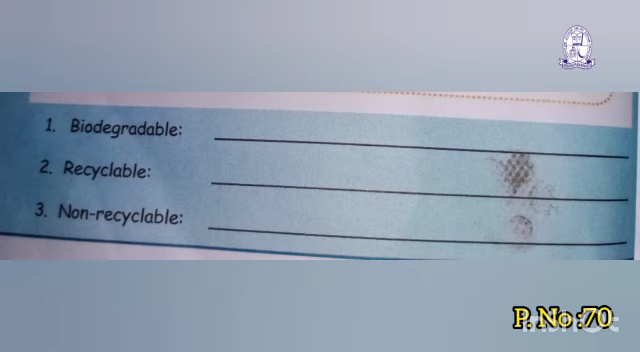 1. Biodegradable:
2. Recyclable:
3. Non-recyclable:
P.No:70